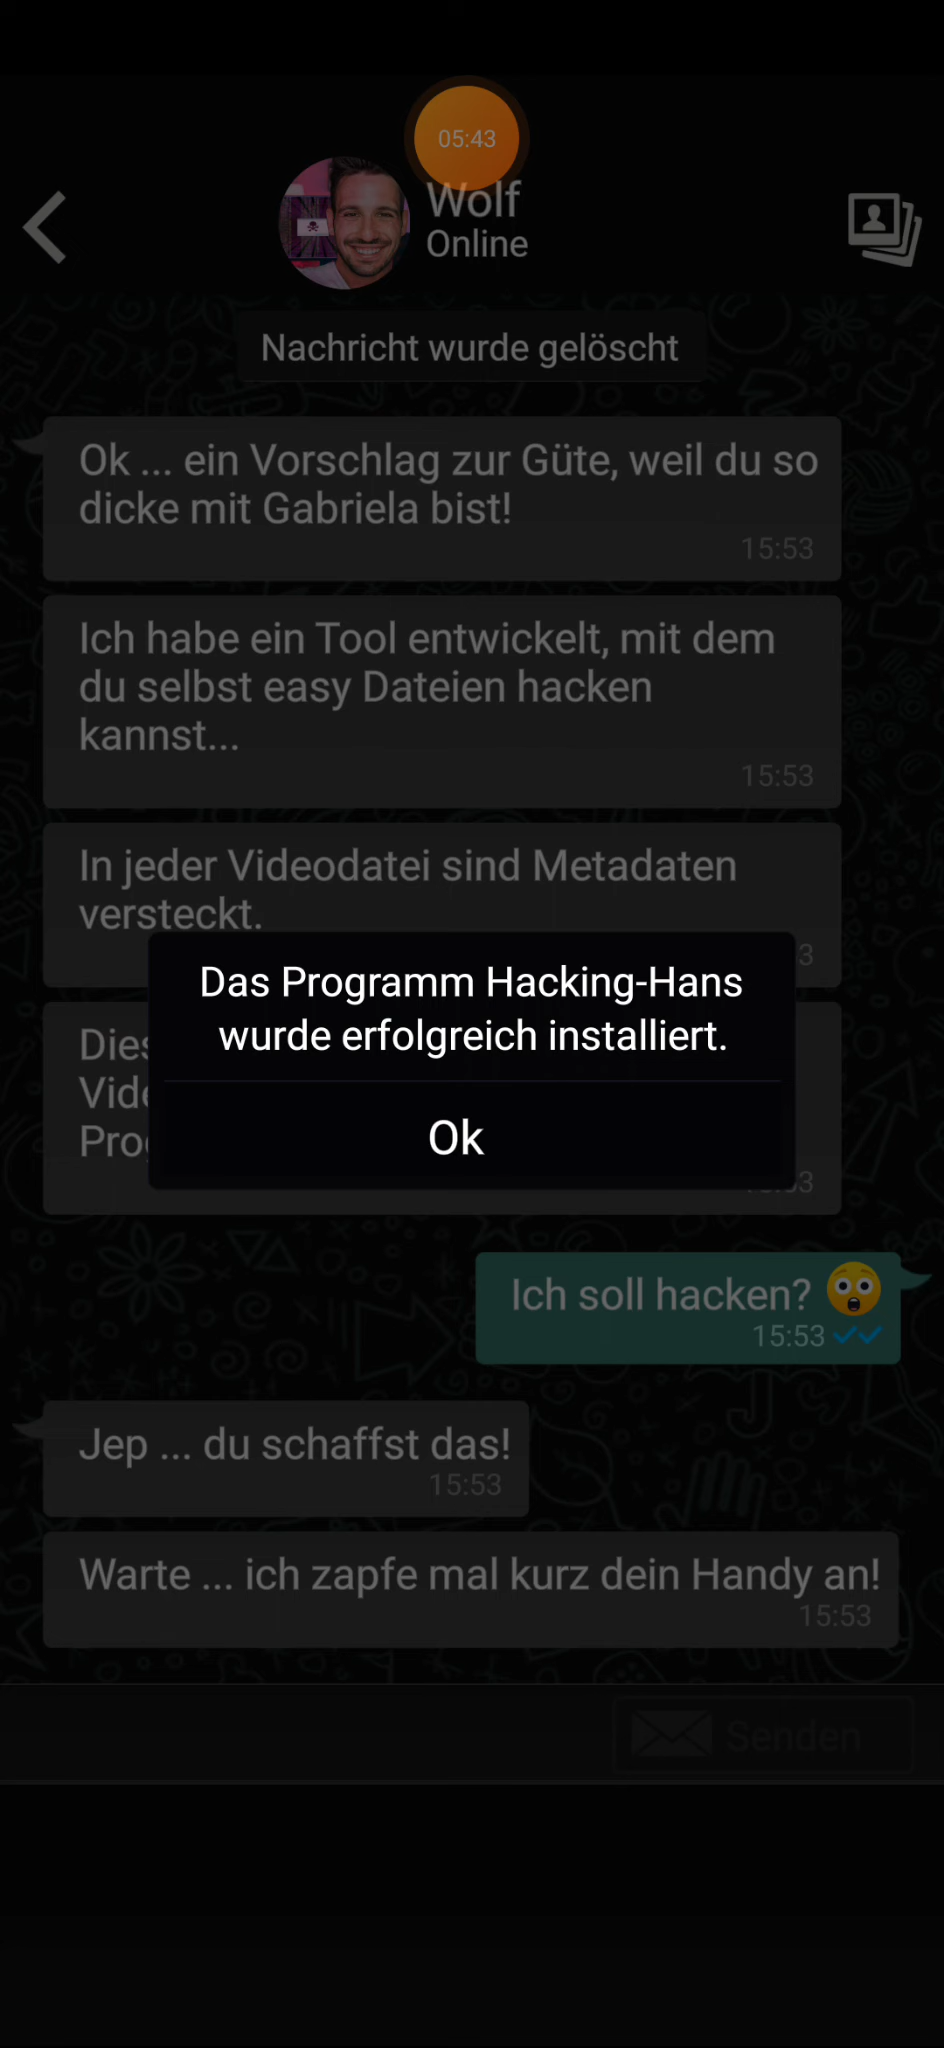 05:43
Wolf
Online
Nachricht wurde gelöscht
Ok ... ein Vorschlag zur Güte, weil du so
dicke mit Gabriela bist!
15:53
Ich habe ein Tool entwickelt, mit dem
du selbst easy Dateien hacken
kannst...
15:53
In jeder Videodatei sind Metadaten
versteckt.
3
Das Programm Hacking-Hans
wurde erfolgreich installiert.
Ok
Ich soll hacken? 😲
15:53
Jep ... du schaffst das!
15:53
Warte ... ich zapfe mal kurz dein Handy an!
15:53
Senden